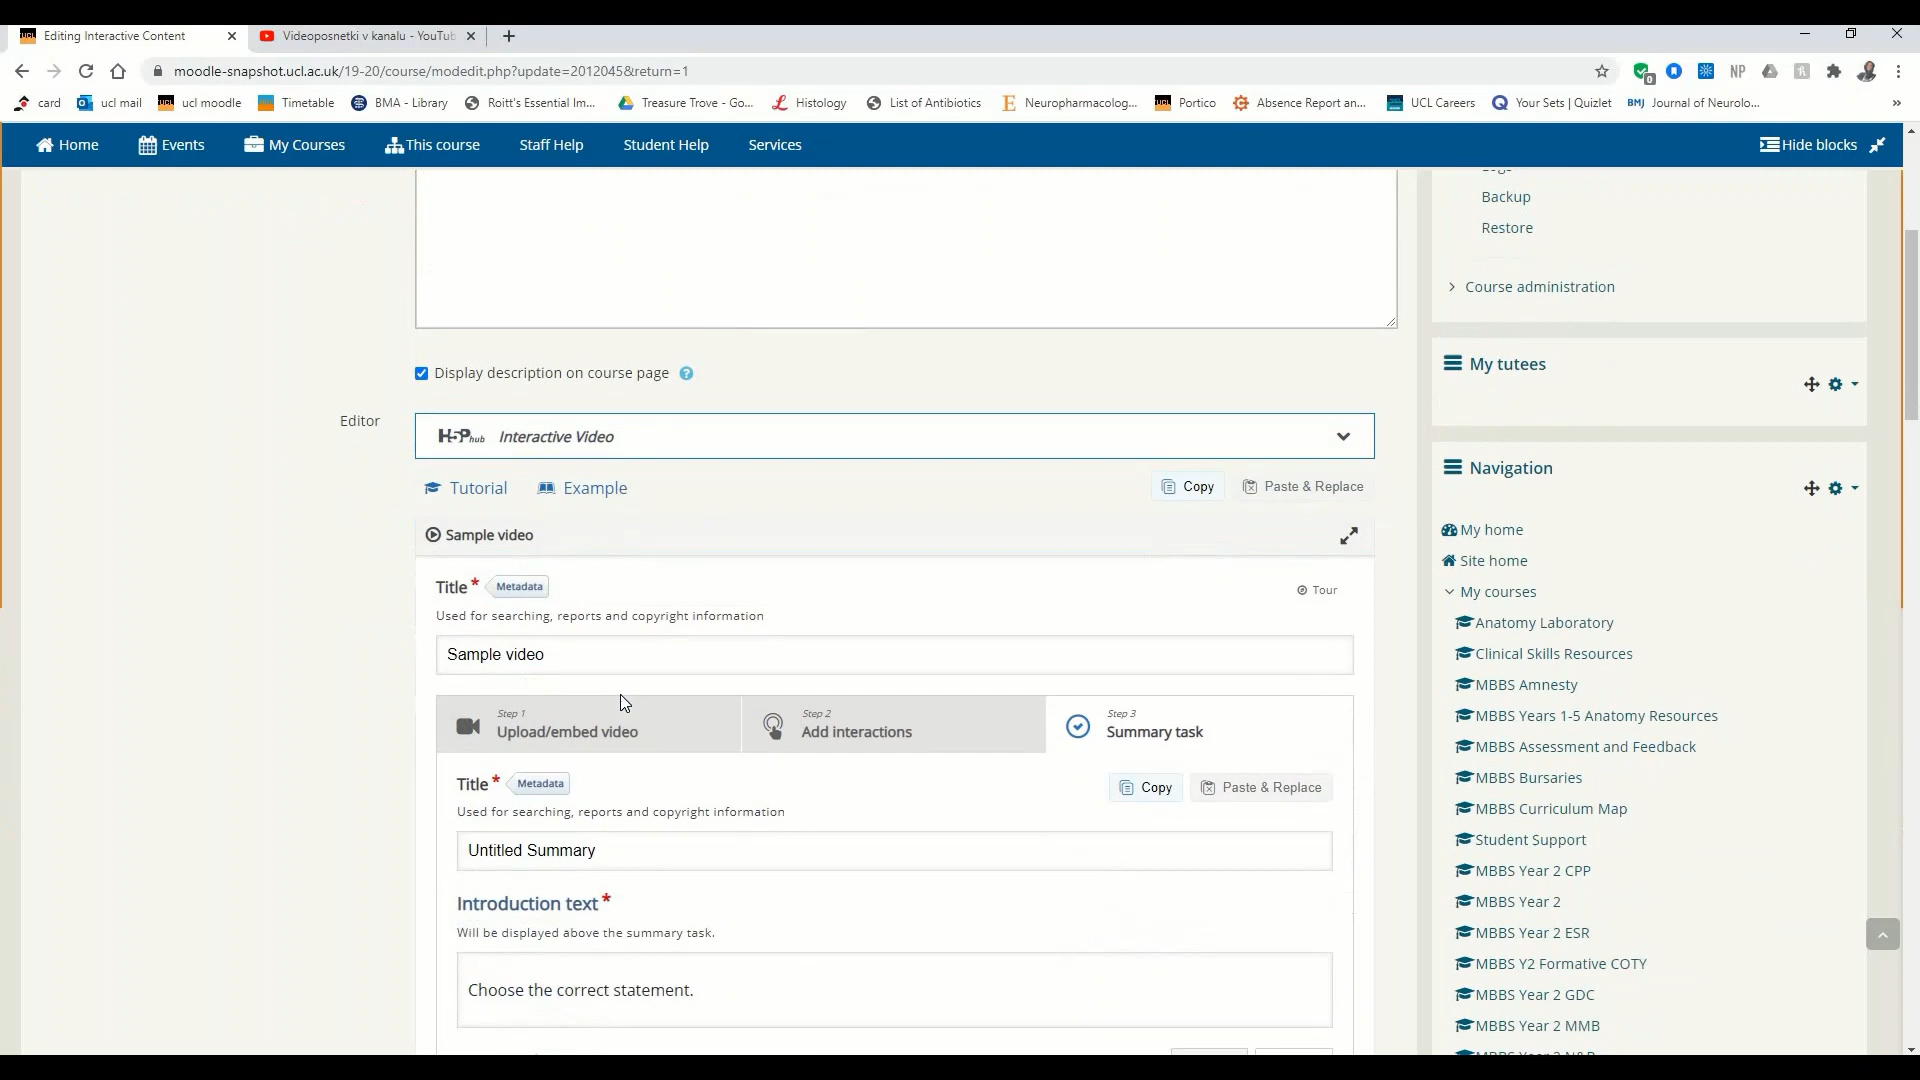 Editing Interactive Content
Videoposnetki v kanalu - YouTub
moodle-snapshot.ucl.ac.uk/19-20/course/modedit.php?update=2012045&return=1
card
ucl mail
ucl moodle
Timetable
BMA - Library
Roitt's Essential Im...
Treasure Trove - Go...
Histology
List of Antibiotics
Neuropharmacolog...
Portico
Absence Report an...
UCL Careers
Your Sets | Quizlet
BMJ Journal of Neurolo...
Home
Events
My Courses
This course
Staff Help
Student Help
Services
Hide blocks
Logs
Backup
Restore
Course administration
Display description on course page
Editor
H5P hub Interactive Video
Tutorial
Example
Copy
Paste & Replace
Sample video
Title * Metadata
Tour
Used for searching, reports and copyright information
Sample video
Step 1
Upload/embed video
Step 2
Add interactions
Step 3
Summary task
Title * Metadata
Copy
Paste & Replace
Used for searching, reports and copyright information
Untitled Summary
Introduction text *
Will be displayed above the summary task.
Choose the correct statement.
My tutees
Navigation
My home
Site home
My courses
Anatomy Laboratory
Clinical Skills Resources
MBBS Amnesty
MBBS Years 1-5 Anatomy Resources
MBBS Assessment and Feedback
MBBS Bursaries
MBBS Curriculum Map
Student Support
MBBS Year 2 CPP
MBBS Year 2
MBBS Year 2 ESR
MBBS Y2 Formative COTY
MBBS Year 2 GDC
MBBS Year 2 MMB